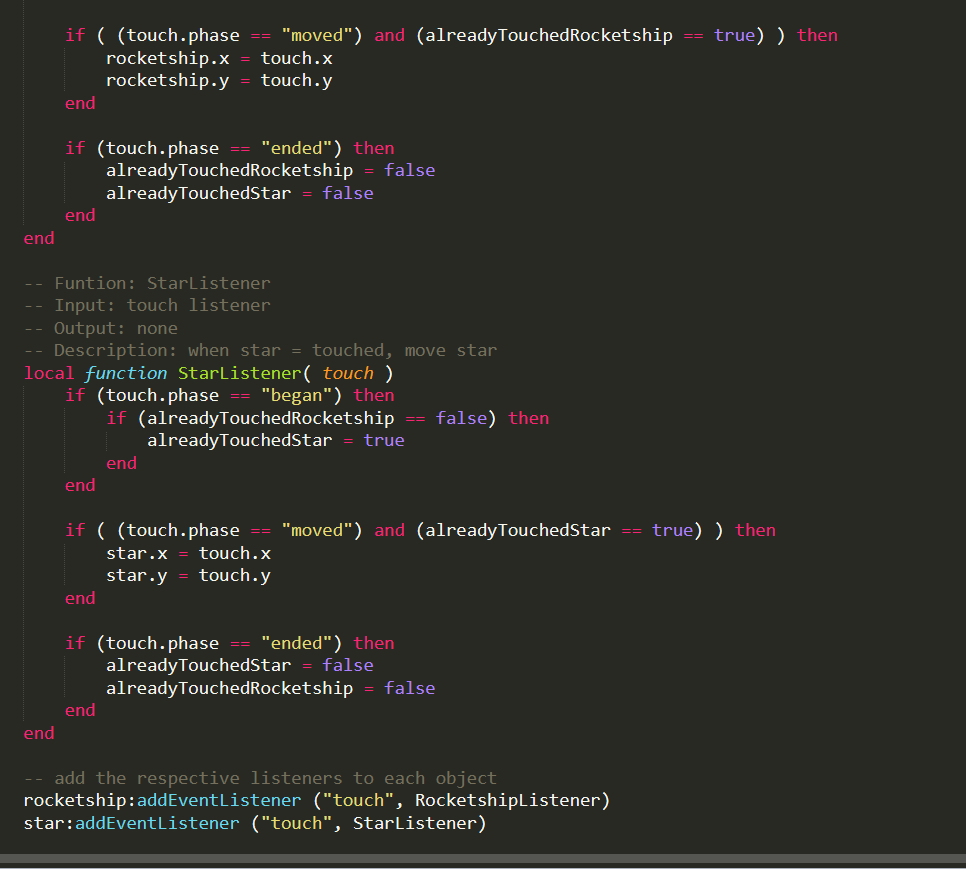 if ( (touch.phase == "moved") and (alreadyTouchedRocketship == true) ) then
rocketship.x = touch.x
rocketship.y = touch.y
end
if (touch.phase == "ended") then
alreadyTouchedRocketship = false
alreadyTouchedStar = false
end
end
-- Funtion: StarListener
-- Input: touch listener
-- Output: none
-- Description: when star = touched, move star
local function StarListener( touch )
if (touch.phase == "began") then
if (alreadyTouchedRocketship == false) then
alreadyTouchedStar = true
end
end
if ( (touch.phase == "moved") and (alreadyTouchedStar == true) ) then
star.x = touch.x
star.y = touch.y
end
if (touch.phase == "ended") then
alreadyTouchedStar = false
alreadyTouchedRocketship = false
end
end
-- add the respective listeners to each object
rocketship:addEventListener ("touch", RocketshipListener)
star:addEventListener ("touch", StarListener)